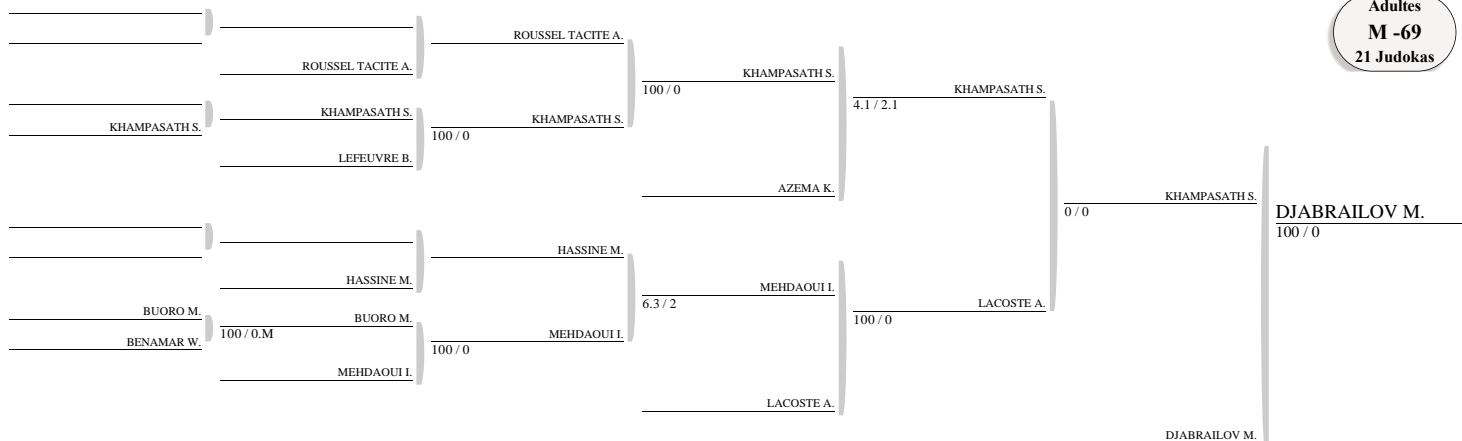 Adultes
M -69
21 Judokas
ROUSSEL TACITE A.
ROUSSEL TACITE A.
KHAMPASATH S.
100 / 0
KHAMPASATH S.
4.1 / 2.1
KHAMPASATH S.
KHAMPASATH S.
KHAMPASATH S.
100 / 0
LEFEUVRE B.
AZEMA K.
KHAMPASATH S.
0 / 0
DJABRAILOV M.
100 / 0
HASSINE M.
HASSINE M.
MEHDAOUI I.
6.3 / 2
LACOSTE A.
100 / 0
BUORO M.
BUORO M.
100 / 0.M
BENAMAR W.
MEHDAOUI I.
100 / 0
MEHDAOUI I.
LACOSTE A.
DJABRAILOV M.